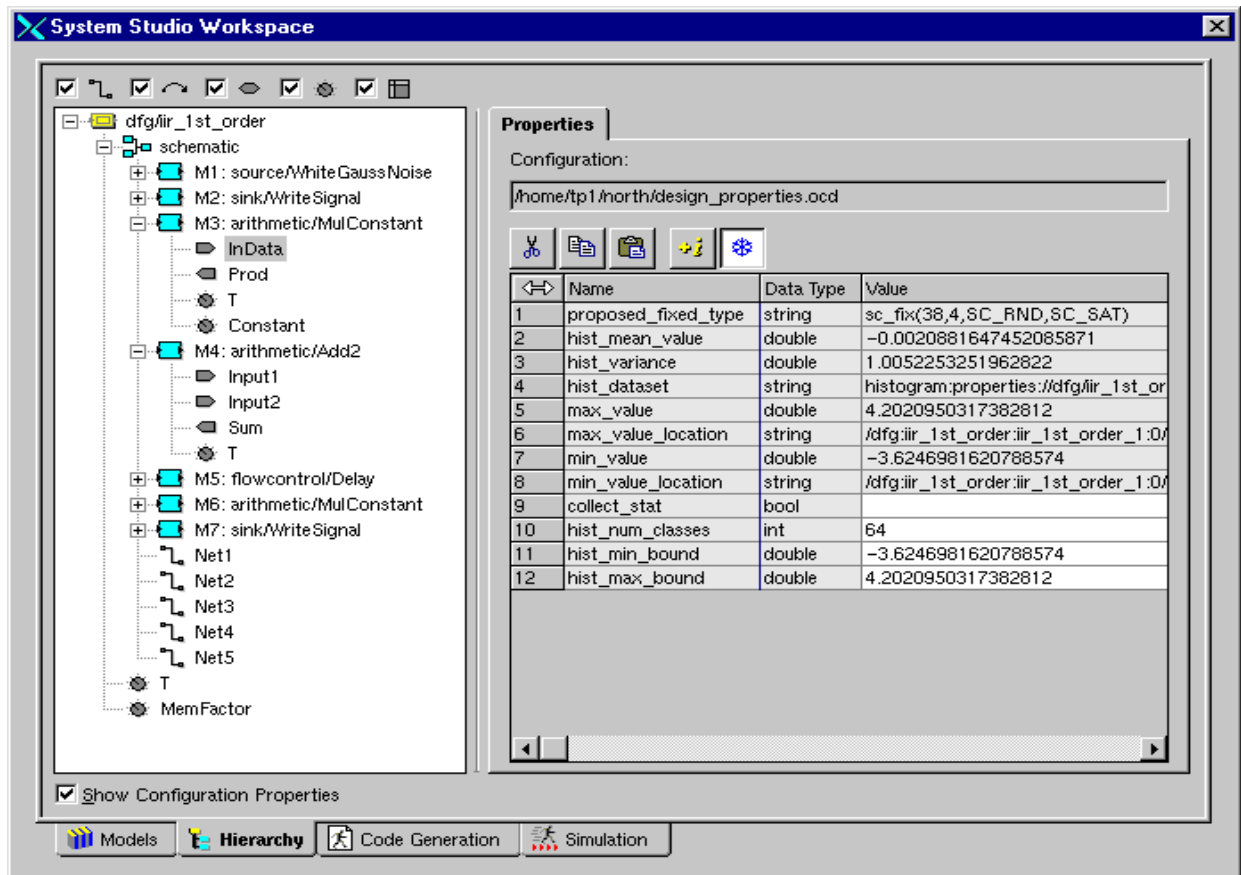 System Studio Workspace
dfg/iir_1st_order
schematic
M1: source/WhiteGaussNoise
M2: sink/WriteSignal
M3: arithmetic/MulConstant
InData
Prod
T
Constant
M4: arithmetic/Add2
Input1
Input2
Sum
T
M5: flowcontrol/Delay
M6: arithmetic/MulConstant
M7: sink/WriteSignal
Net1
Net2
Net3
Net4
Net5
T
MemFactor
Properties
Configuration:
/home/tp1/north/design_properties.ocd
Name Data Type Value
1 proposed_fixed_type string sc_fix(38,4,SC_RND,SC_SAT)
2 hist_mean_value double −0.0020881647452085871
3 hist_variance double 1.0052253251962822
4 hist_dataset string histogram:properties://dfg/iir_1st_or
5 max_value double 4.2020950317382812
6 max_value_location string /dfg:iir_1st_order:iir_1st_order_1:0/
7 min_value double −3.6246981620788574
8 min_value_location string /dfg:iir_1st_order:iir_1st_order_1:0/
9 collect_stat bool
10 hist_num_classes int 64
11 hist_min_bound double −3.6246981620788574
12 hist_max_bound double 4.2020950317382812
Show Configuration Properties
Models Hierarchy Code Generation Simulation